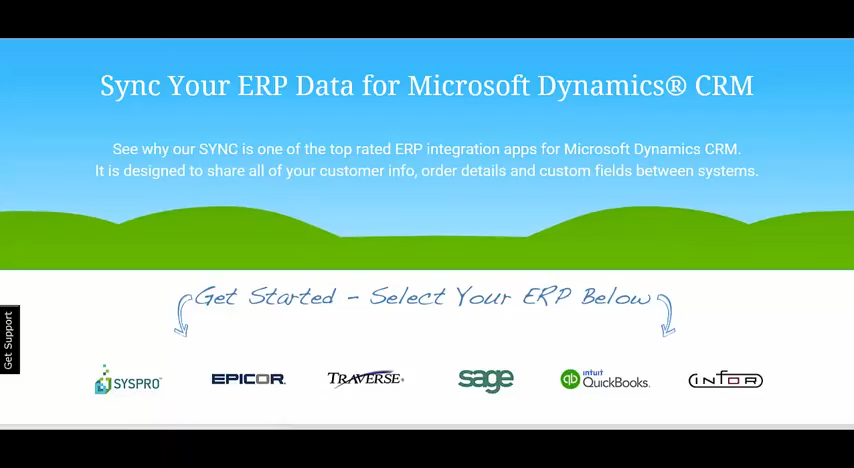 Sync Your ERP Data for Microsoft Dynamics® CRM
See why our SYNC is one of the top rated ERP integration apps for Microsoft Dynamics CRM.
It is designed to share all of your customer info, order details and custom fields between systems.
Get Started - Select Your ERP Below
Get Support
SYSPRO™
EPICOR®
TRAVERSE®
sage
qb intuit QuickBooks.
infor